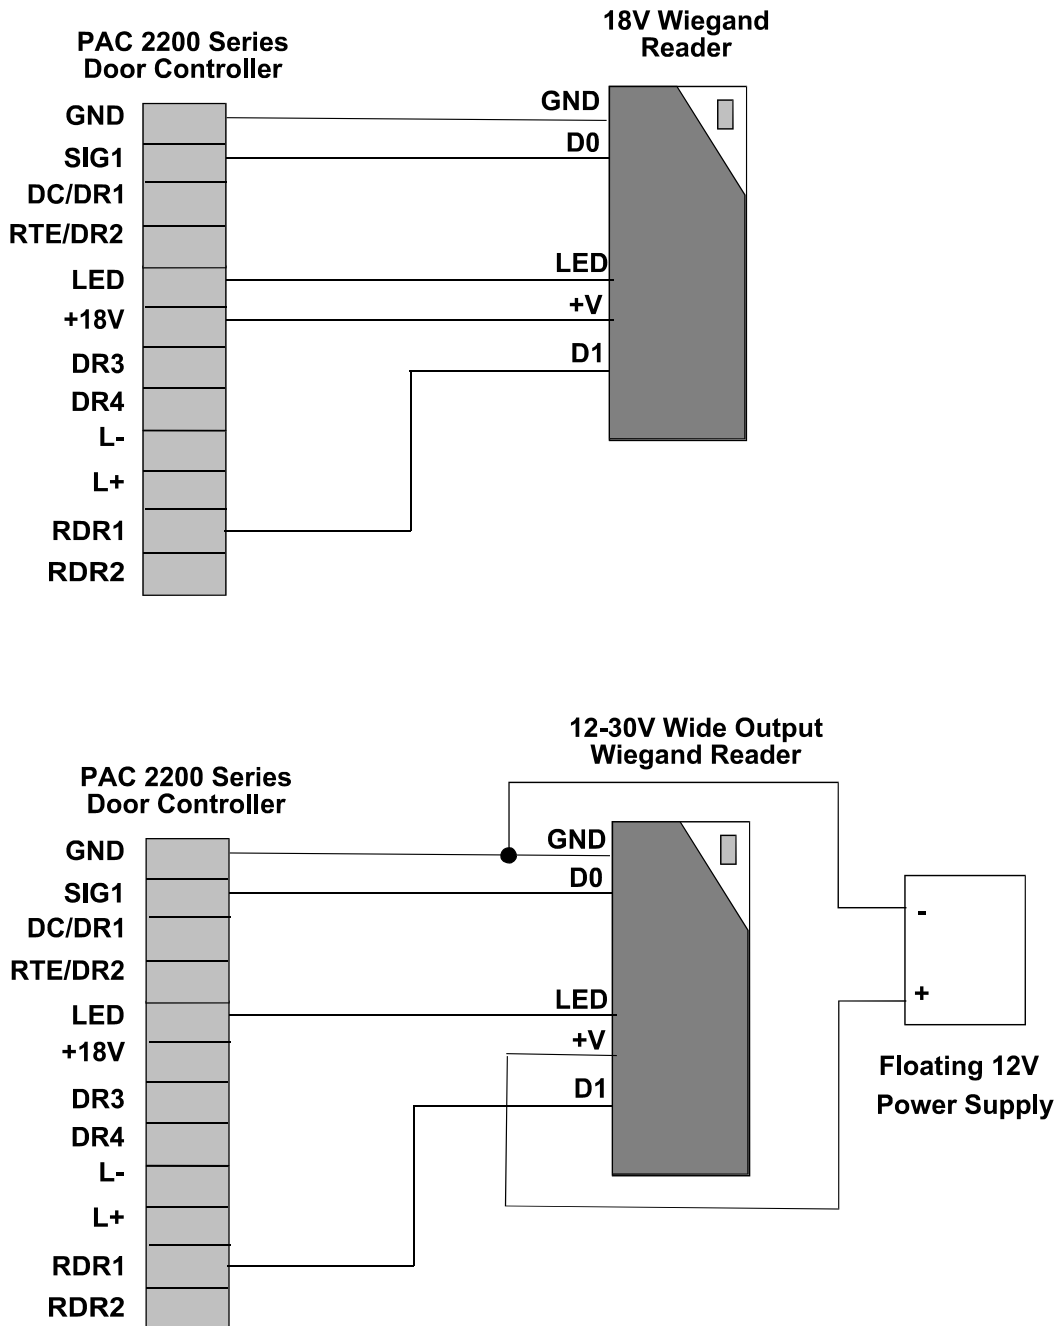 18V Wiegand
Reader
PAC 2200 Series
Door Controller
GND
SIG1
DC/DR1
RTE/DR2
LED
+18V
DR3
DR4
L-
L+
RDR1
RDR2
GND
D0
LED
+V
D1
12-30V Wide Output
Wiegand Reader
PAC 2200 Series
Door Controller
GND
SIG1
DC/DR1
RTE/DR2
LED
+18V
DR3
DR4
L-
L+
RDR1
RDR2
GND
D0
LED
+V
D1
-
+
Floating 12V
Power Supply